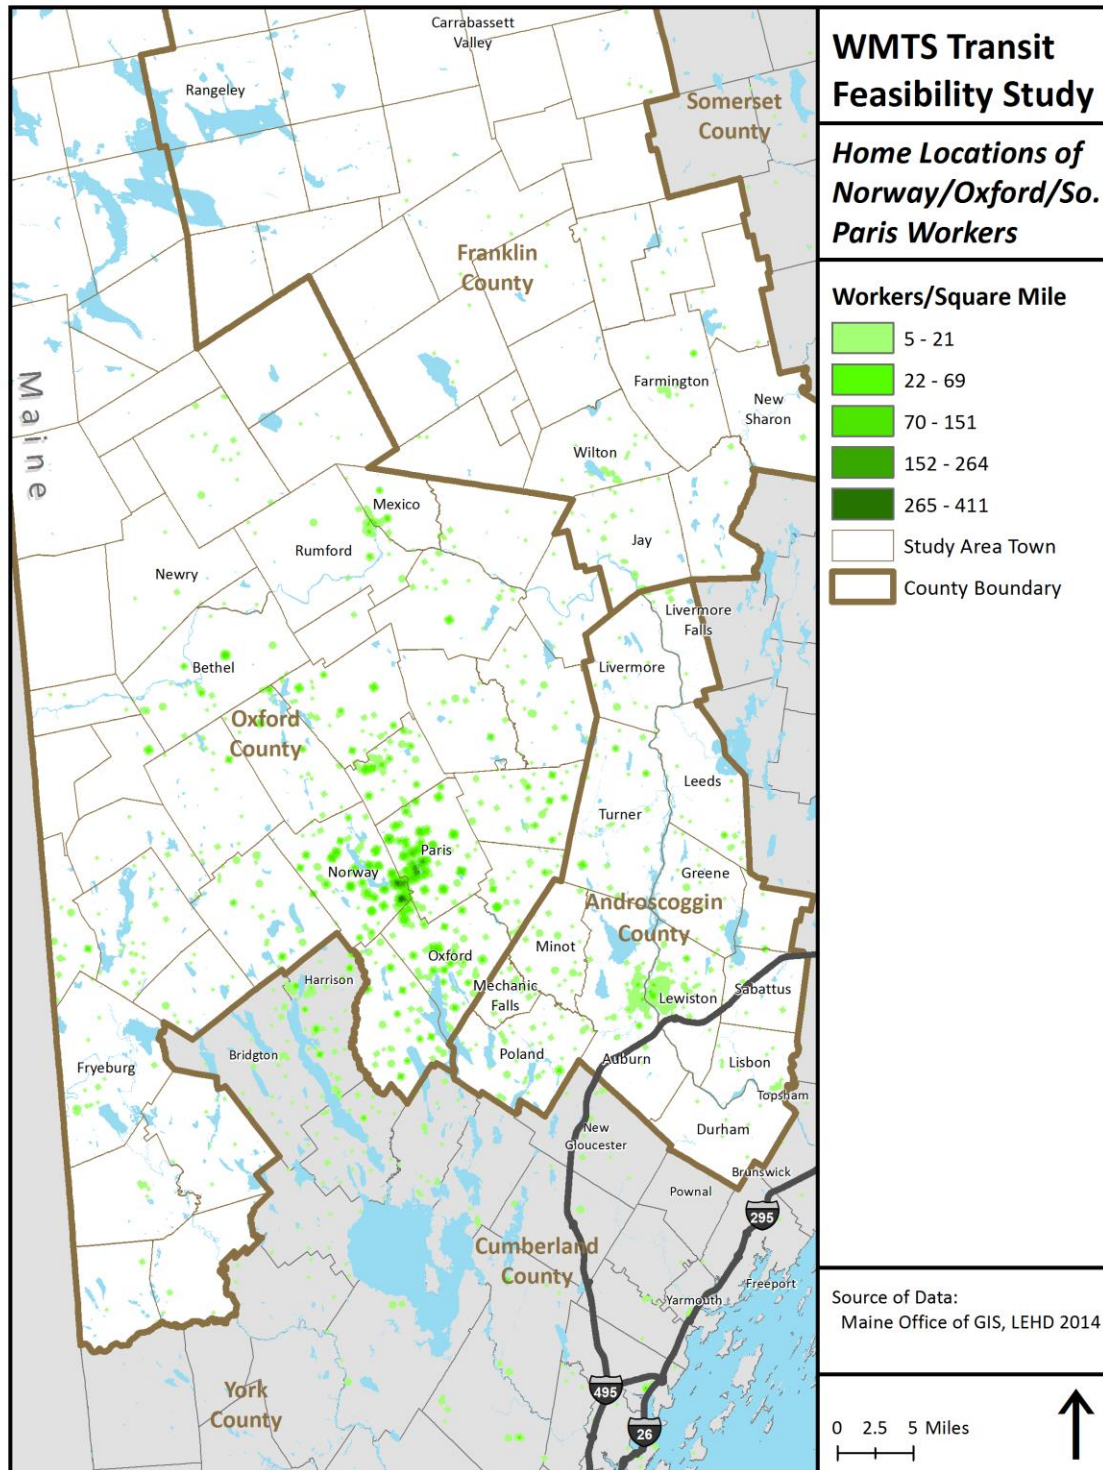 WMTS Transit
Feasibility Study
Home Locations of
Norway/Oxford/So.
Paris Workers
Workers/Square Mile
5 - 21
22 - 69
70 - 151
152 - 264
265 - 411
Study Area Town
County Boundary
Source of Data:
Maine Office of GIS, LEHD 2014
0 2.5 5 Miles
Carrabassett
Valley
Rangeley
Somerset
County
Franklin
County
Maine
Farmington
New
Sharon
Wilton
Mexico
Rumford
Jay
Newry
Livermore
Falls
Bethel
Livermore
Oxford
County
Leeds
Turner
Paris
Norway
Greene
Androscoggin
County
Minot
Oxford
Harrison
Mechanic
Falls
Lewiston
Sabattus
Bridgton
Poland
Auburn
Lisbon
Fryeburg
Topsham
New
Gloucester
Durham
Brunswick
Pownal
295
Cumberland
County
Freeport
Yarmouth
York
County
495
26